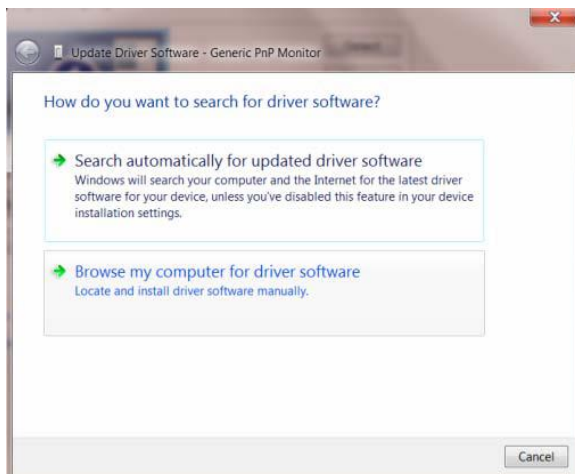 Update Driver Software - Generic PnP Monitor
How do you want to search for driver software?
Search automatically for updated driver software
Windows will search your computer and the Internet for the latest driver
software for your device, unless you've disabled this feature in your device
installation settings.
Browse my computer for driver software
Locate and install driver software manually.
Cancel